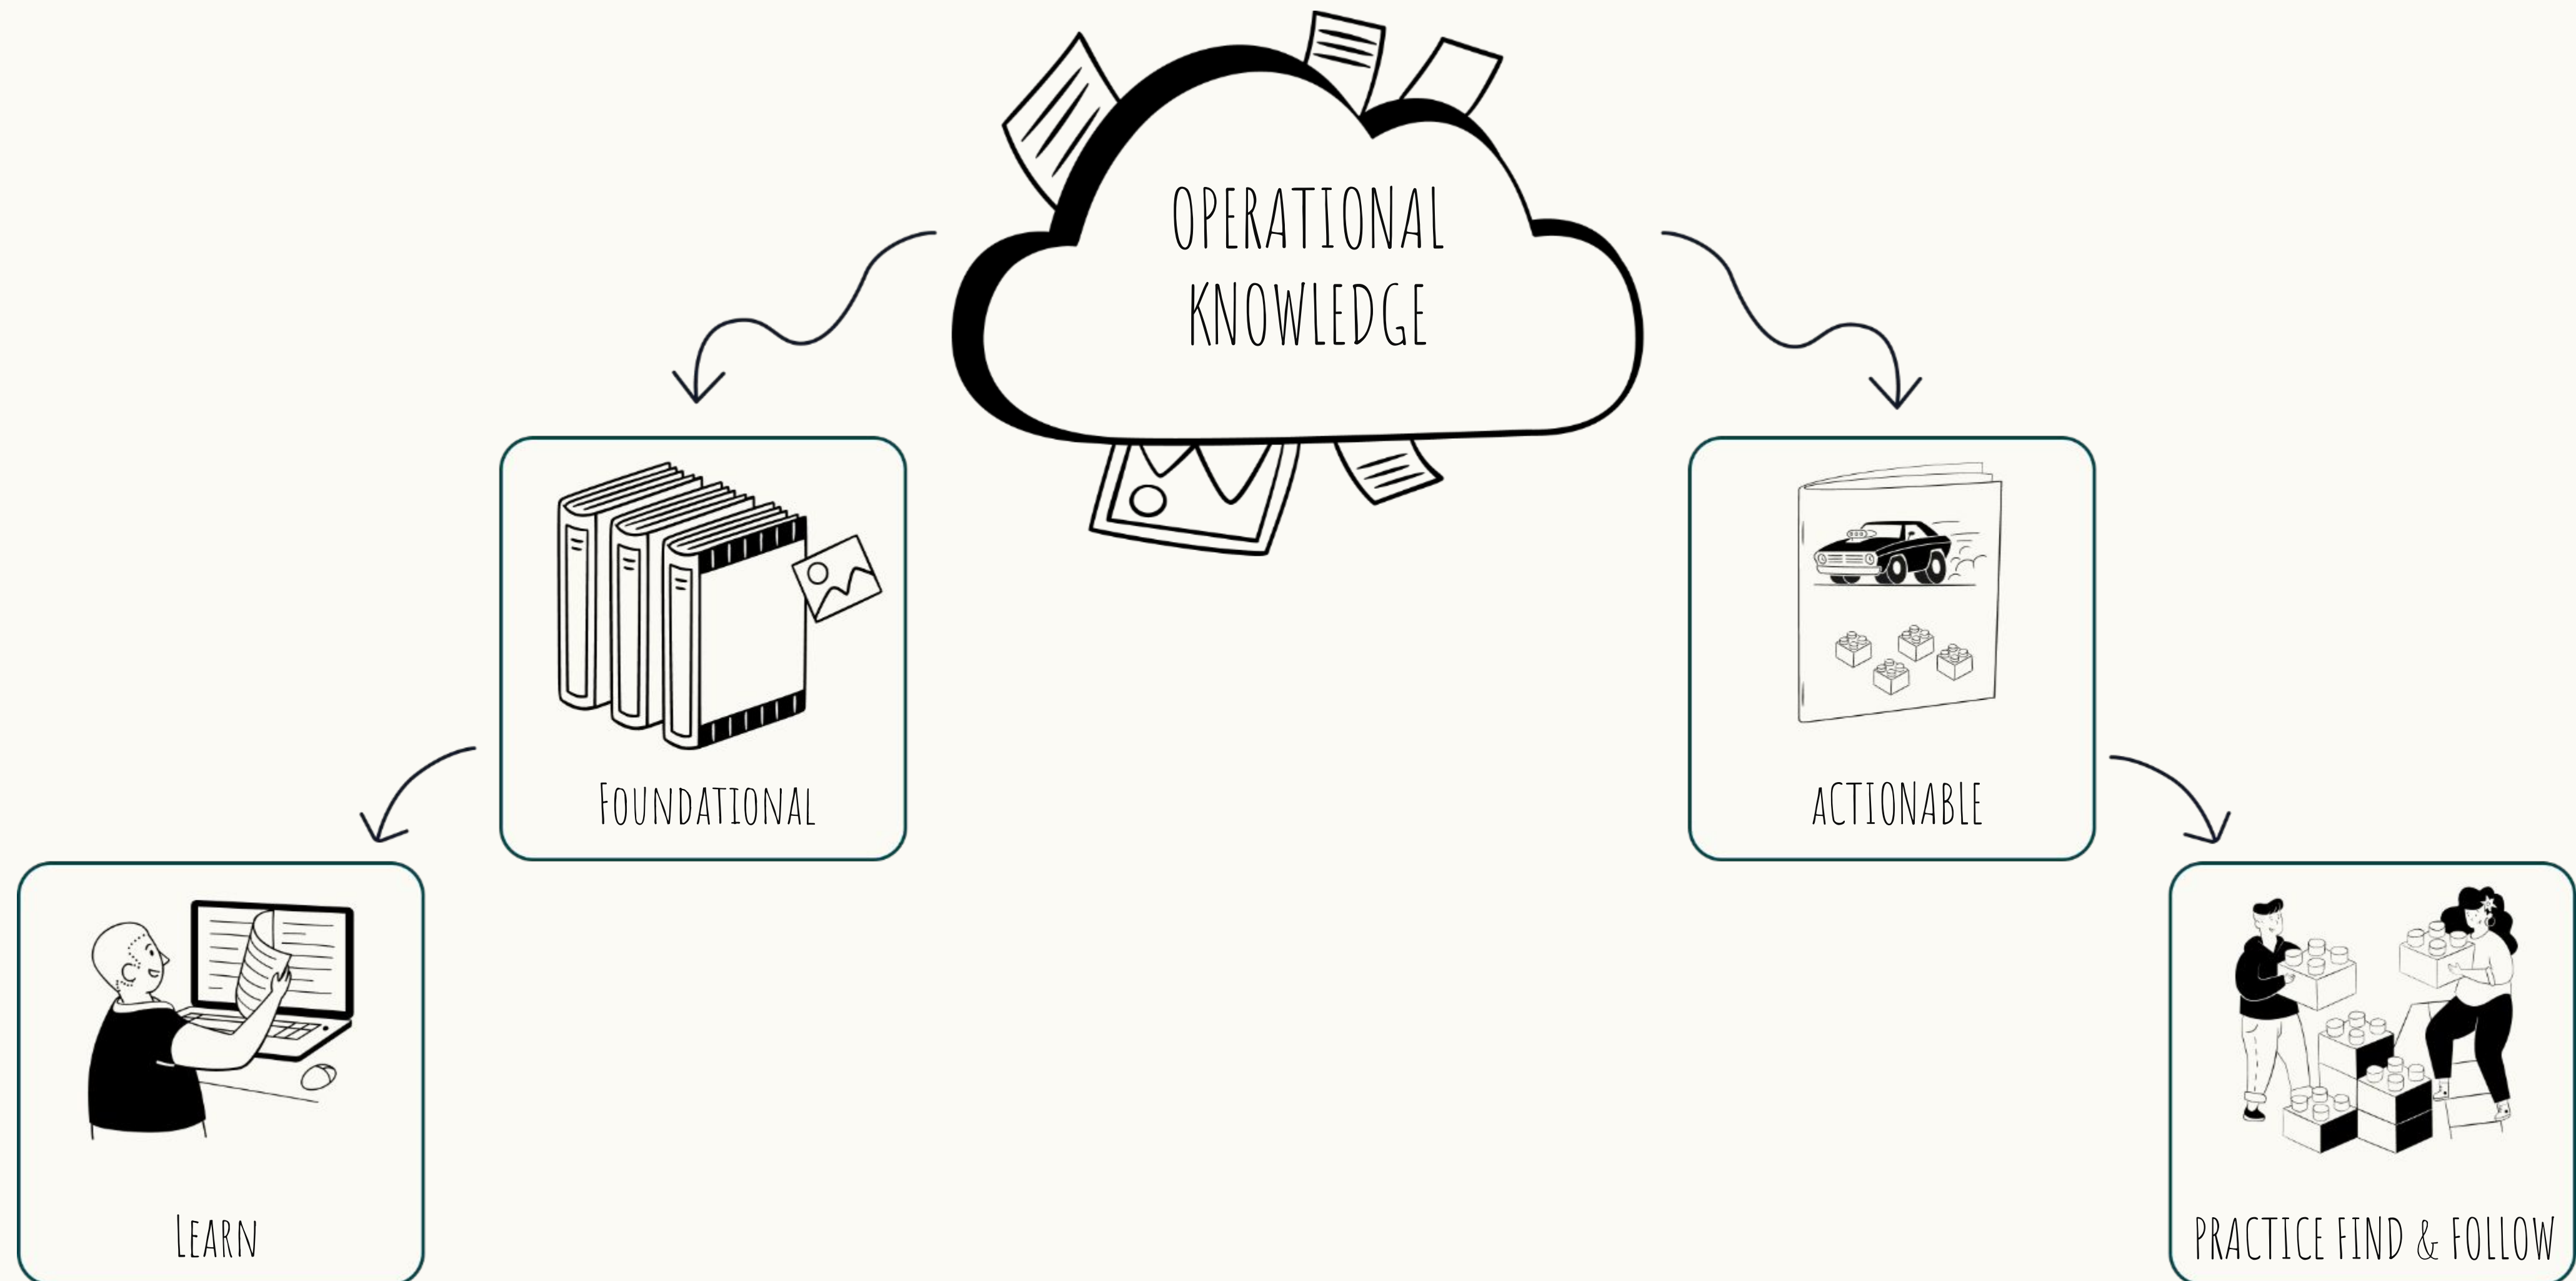 OPERATIONAL
KNOWLEDGE
FOUNDATIONAL
ACTIONABLE
LEARN
PRACTICE FIND & FOLLOW